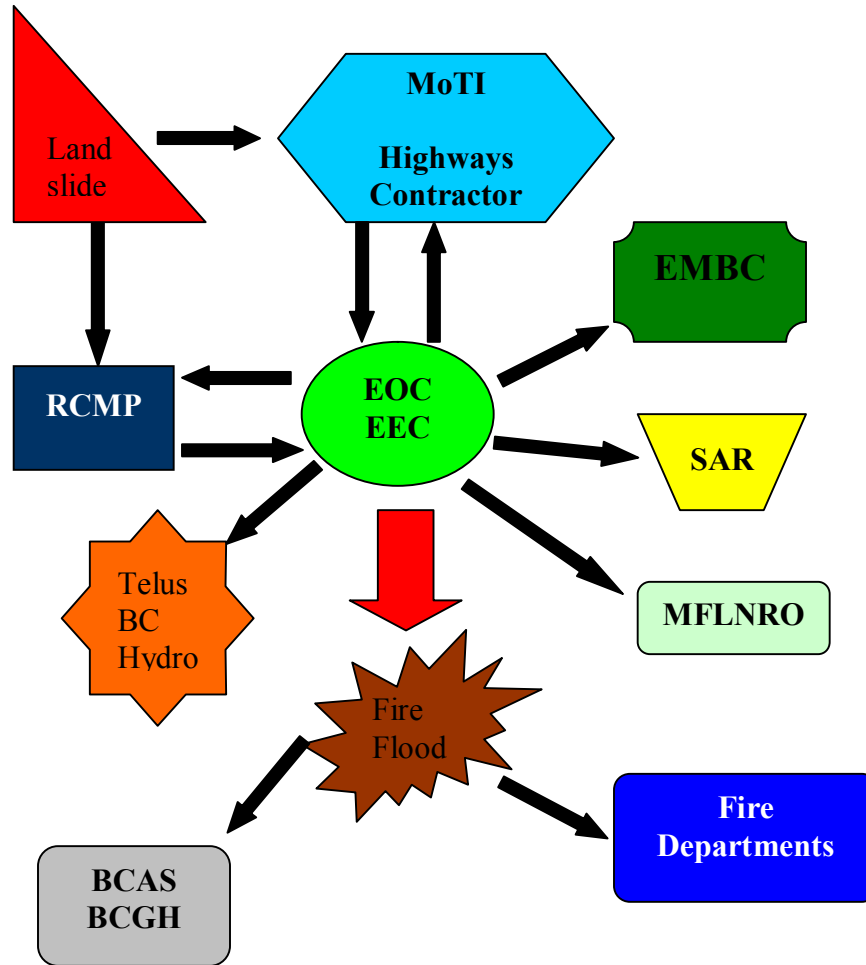 Land
slide
MoTI
Highways
Contractor
EMBC
RCMP
EOC
EEC
SAR
Telus
BC
Hydro
MFLNRO
Fire
Flood
Fire
Departments
BCAS
BCGH